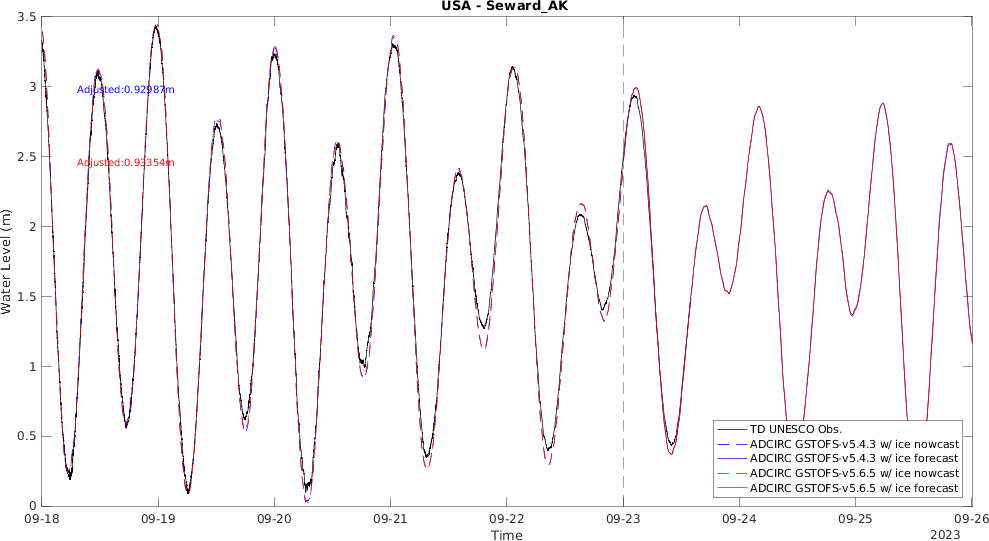 USA - Seward_AK
3.5
3
2.5
2
1.5
1
0.5
0
Water Level (m)
Adjusted:0.92987m
Adjusted:0.93354m
TD UNESCO Obs.
ADCIRC GSTOFS-v5.4.3 w/ ice nowcast
ADCIRC GSTOFS-v5.4.3 w/ ice forecast
ADCIRC GSTOFS-v5.6.5 w/ ice nowcast
ADCIRC GSTOFS-v5.6.5 w/ ice forecast
09-18 09-19 09-20 09-21 09-22 09-23 09-24 09-25 09-26
Time
2023